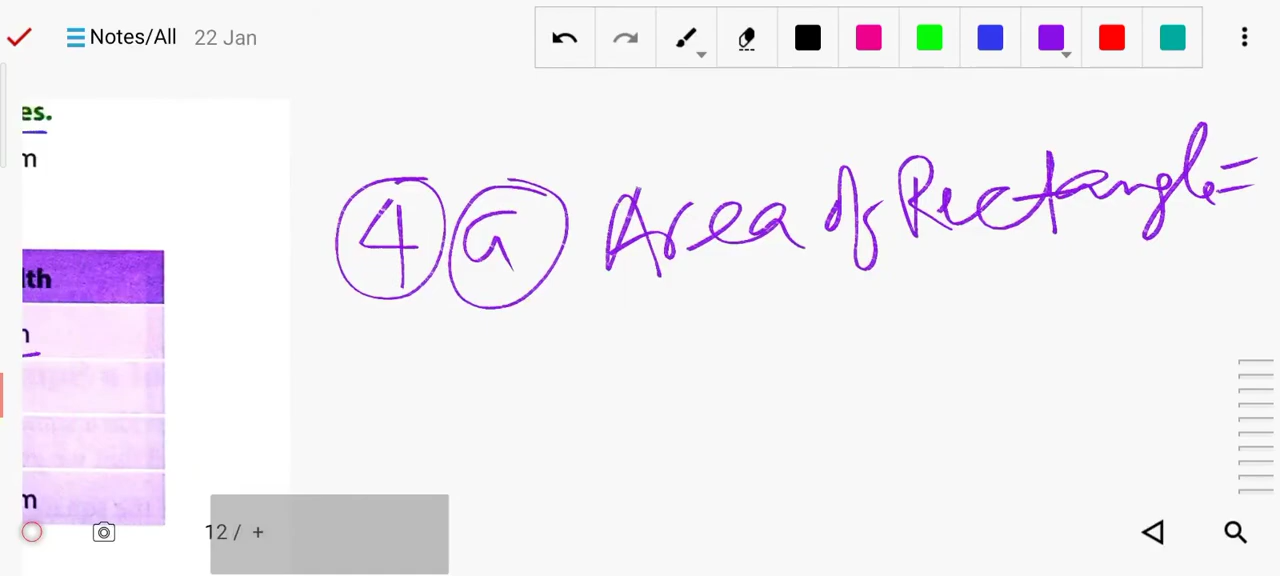 Notes/All 22 Jan
es.
m
4 a Area of Rectangle =
lth
m
12 / +